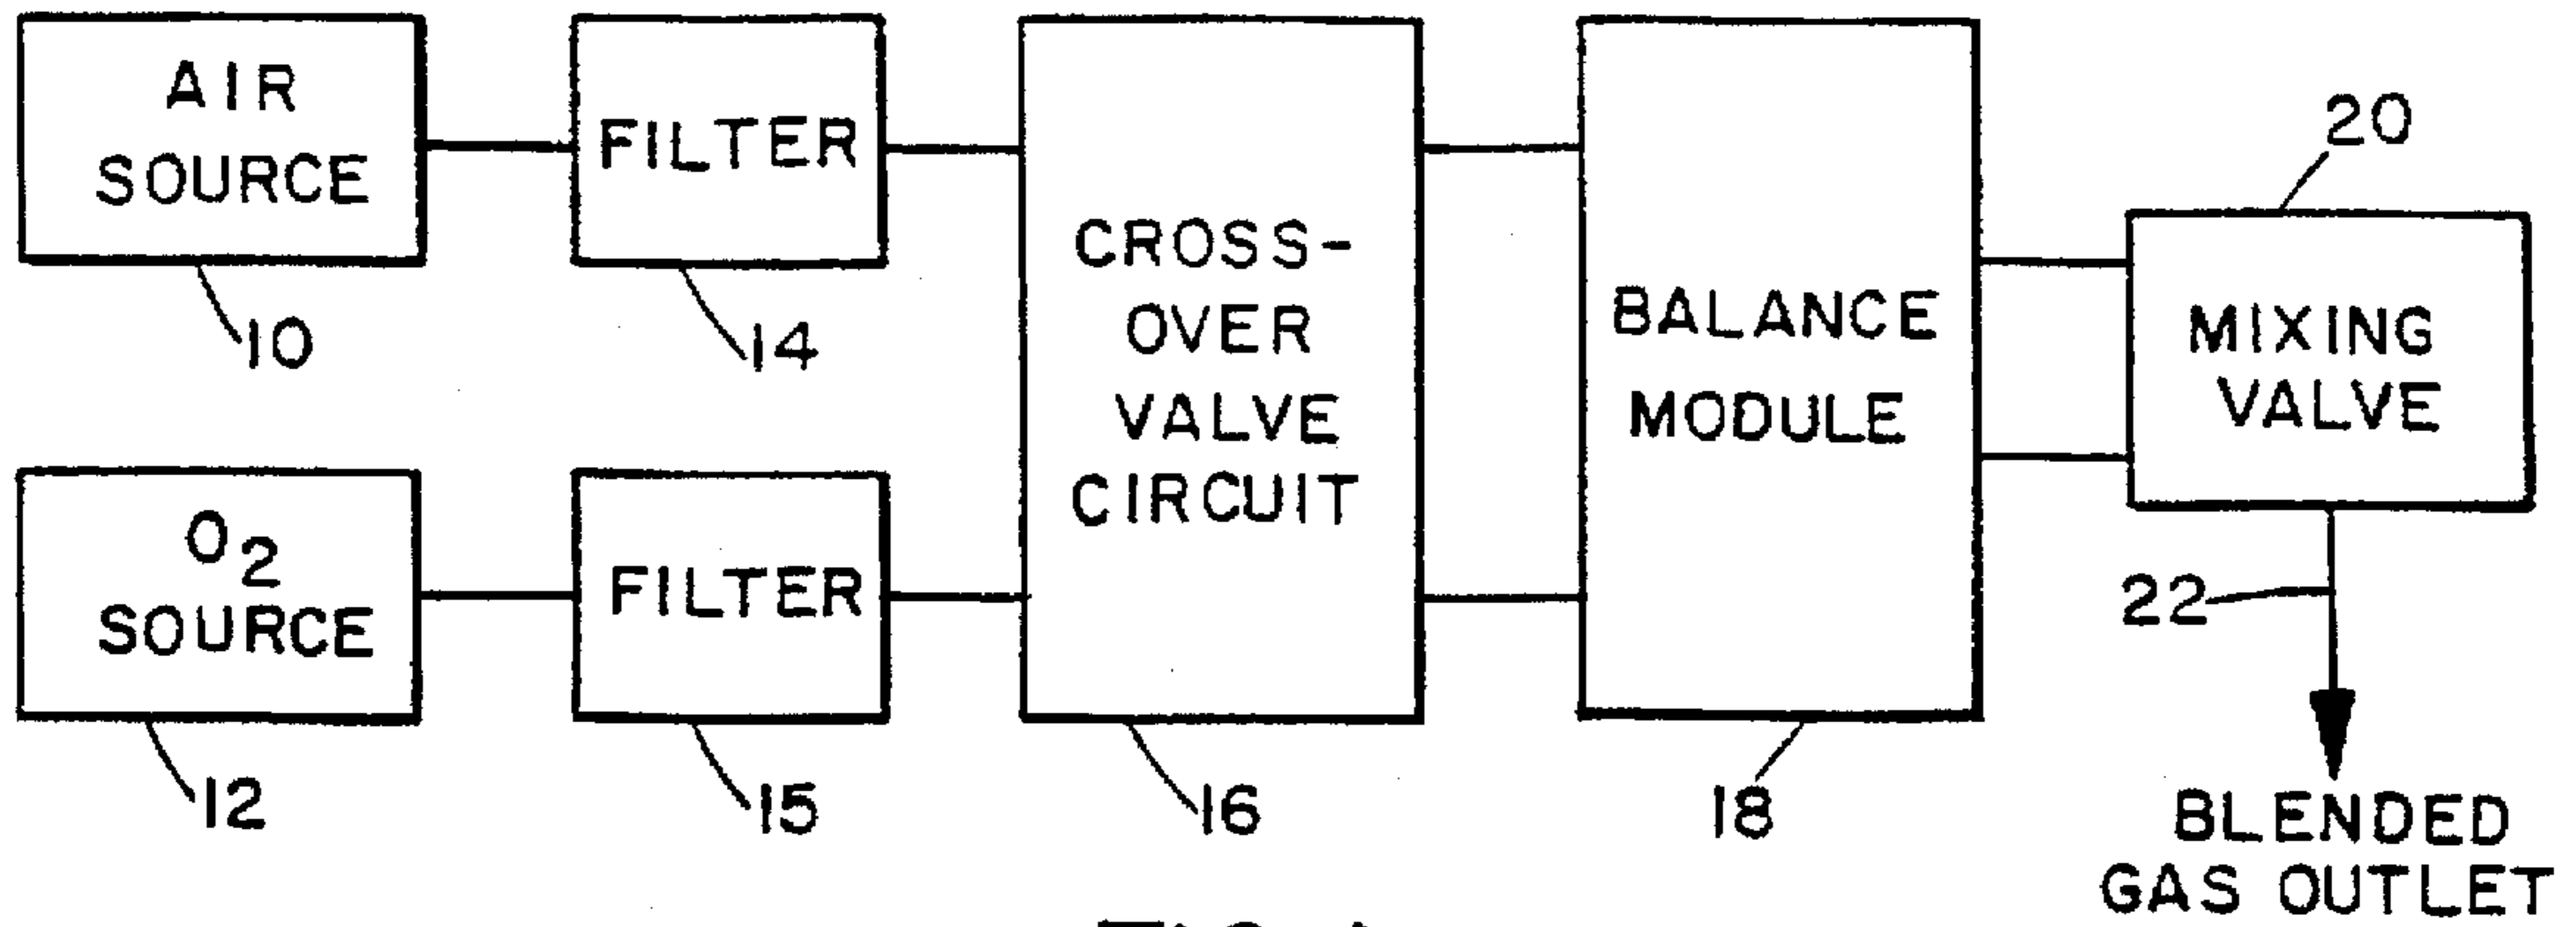 AIR
SOURCE
10
FILTER
14
O2
SOURCE
12
FILTER
15
CROSS-
OVER
VALVE
CIRCUIT
16
BALANCE
MODULE
18
20
MIXING
VALVE
22
BLENDED
GAS OUTLET